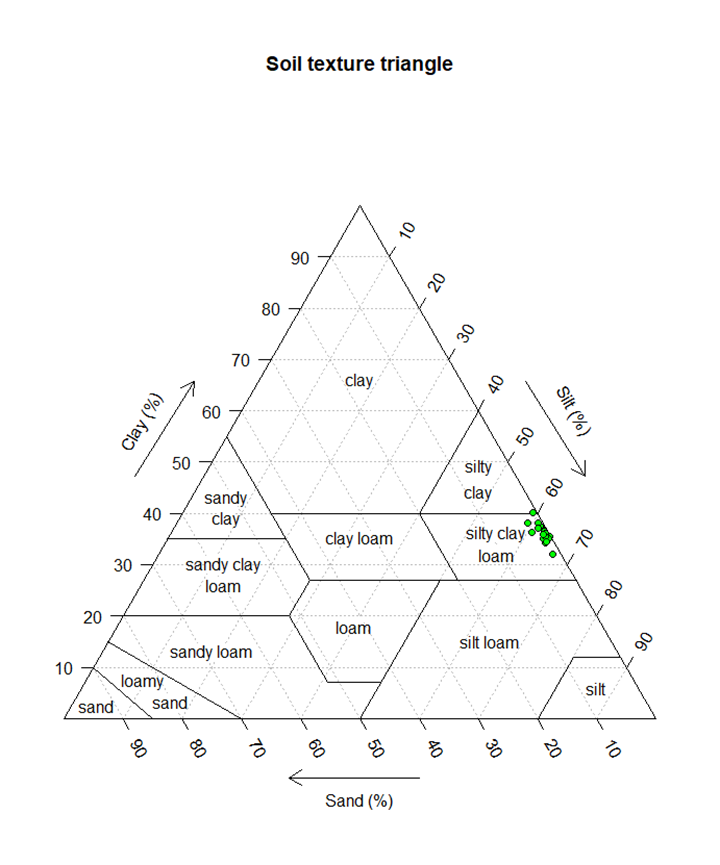 Soil texture triangle
10
90
20
80
30
70
clay
40
Clay (%)
Silt (%)
60
50
50
silty
clay
60
sandy
clay
40
clay loam
silty clay
loam
70
30
sandy clay
loam
80
20
loam
silt loam
90
sandy loam
10
loamy
sand
silt
sand
90
80
70
60
50
40
30
20
10
Sand (%)